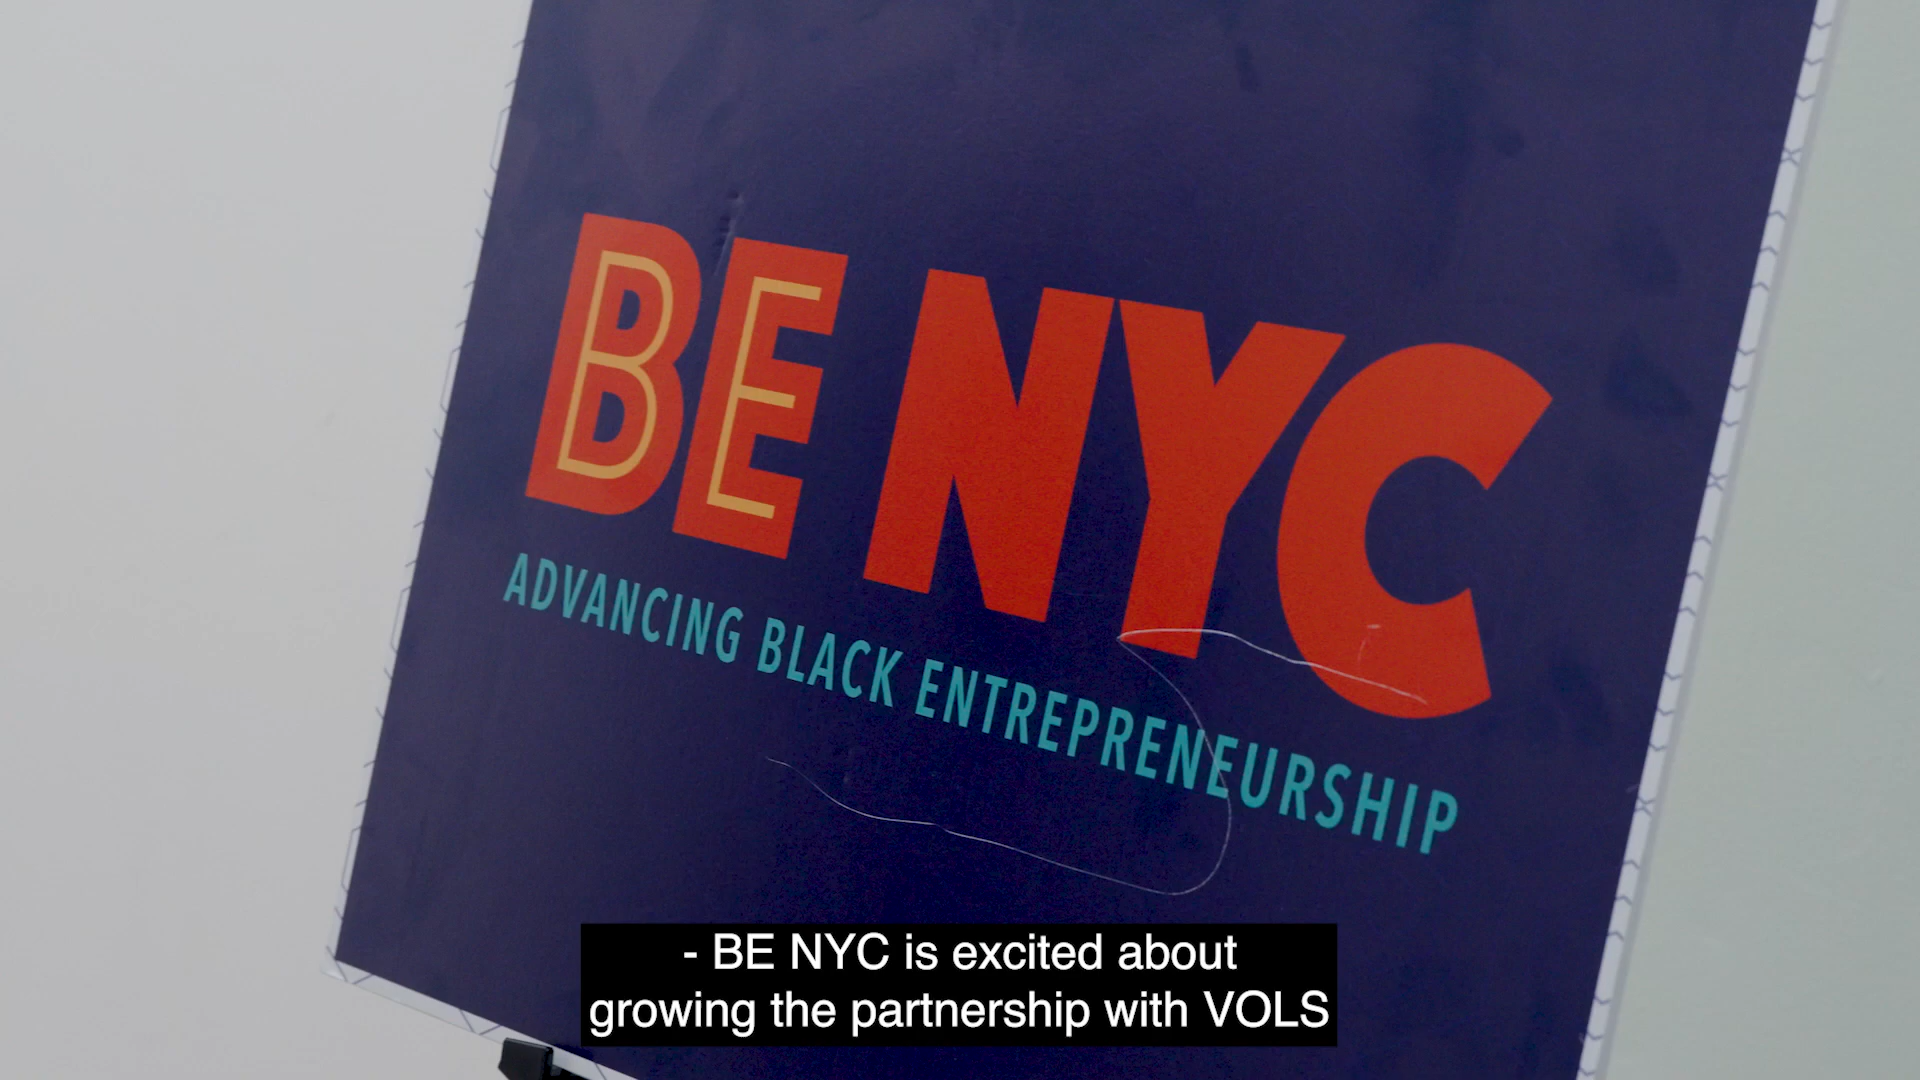 BE NYC
ADVANCING BLACK ENTREPRENEURSHIP
- BE NYC is excited about
growing the partnership with VOLS